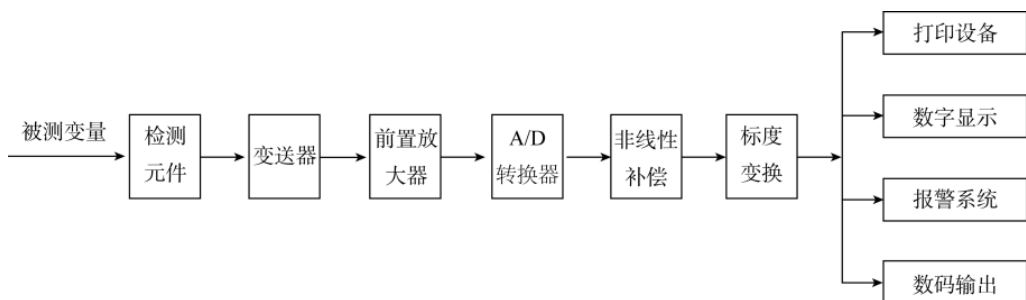 被测变量
检测
元件
变送器
前置放
大器
A/D
转换器
非线性
补偿
标度
变换
打印设备
数字显示
报警系统
数码输出